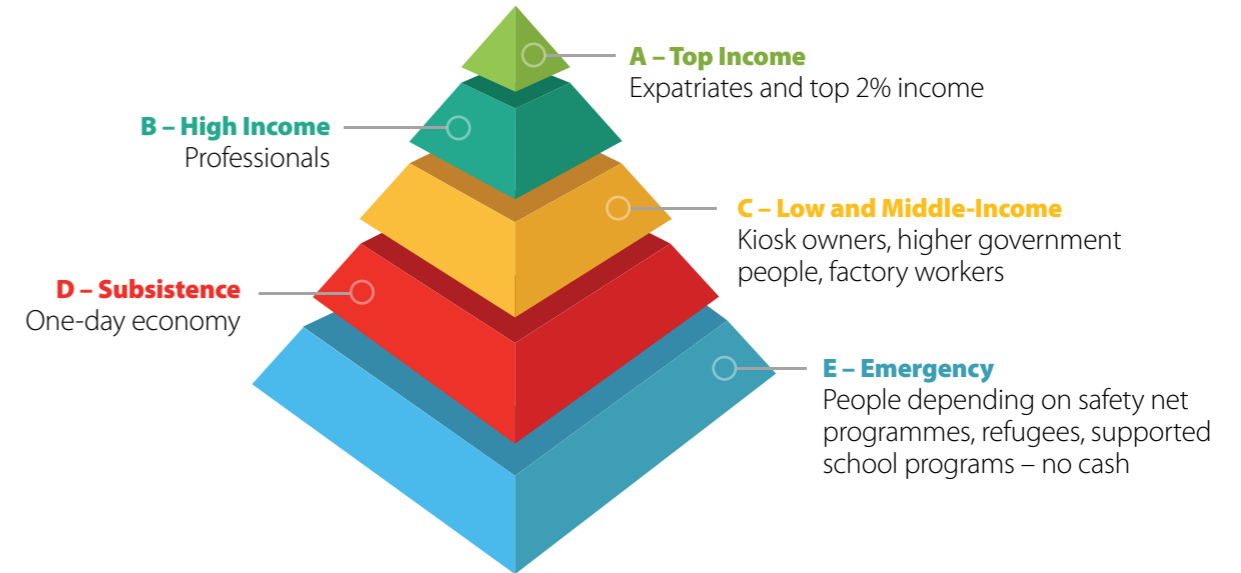 A – Top Income
Expatriates and top 2% income
B – High Income
Professionals
C – Low and Middle-Income
Kiosk owners, higher government
people, factory workers
D – Subsistence
One-day economy
E – Emergency
People depending on safety net
programmes, refugees, supported
school programs – no cash